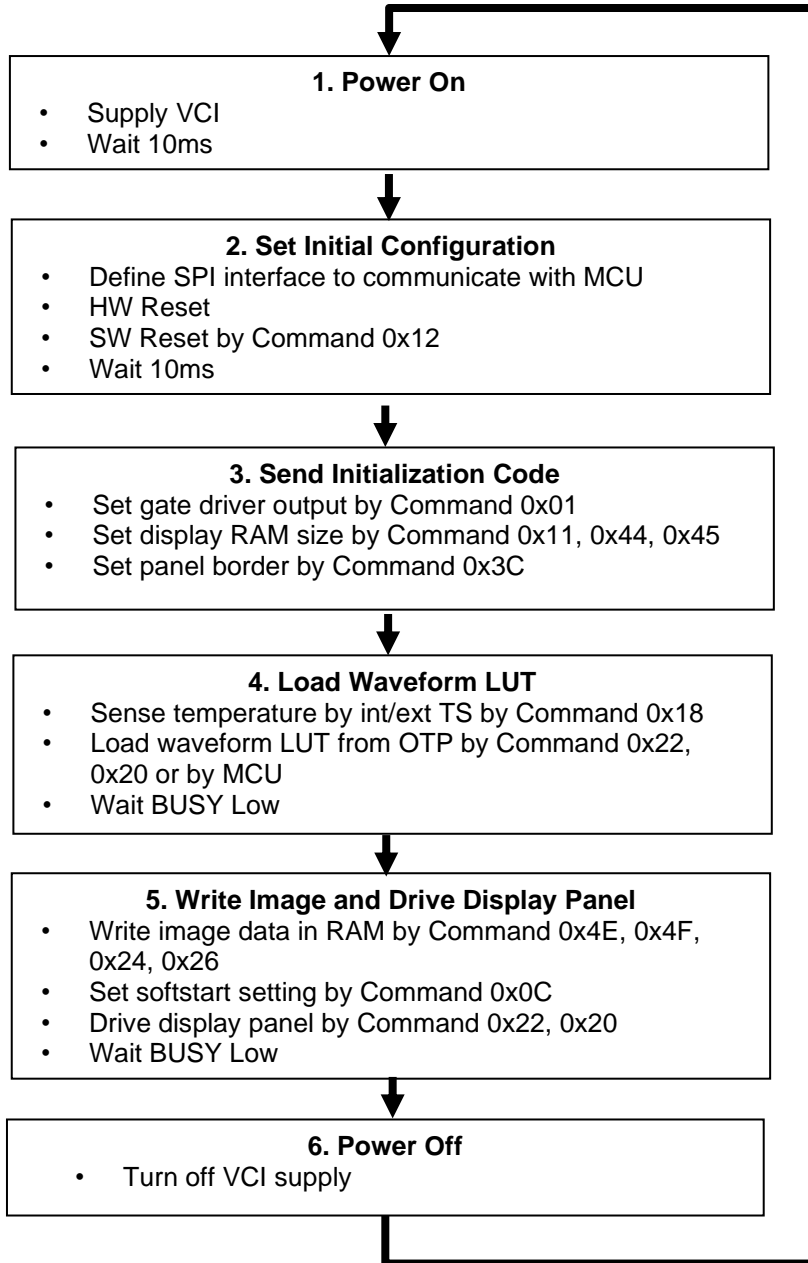 1. Power On
• Supply VCI
• Wait 10ms
2. Set Initial Configuration
• Define SPI interface to communicate with MCU
• HW Reset
• SW Reset by Command 0x12
• Wait 10ms
3. Send Initialization Code
• Set gate driver output by Command 0x01
• Set display RAM size by Command 0x11, 0x44, 0x45
• Set panel border by Command 0x3C
4. Load Waveform LUT
• Sense temperature by int/ext TS by Command 0x18
• Load waveform LUT from OTP by Command 0x22,
0x20 or by MCU
• Wait BUSY Low
5. Write Image and Drive Display Panel
• Write image data in RAM by Command 0x4E, 0x4F,
0x24, 0x26
• Set softstart setting by Command 0x0C
• Drive display panel by Command 0x22, 0x20
• Wait BUSY Low
6. Power Off
• Turn off VCI supply